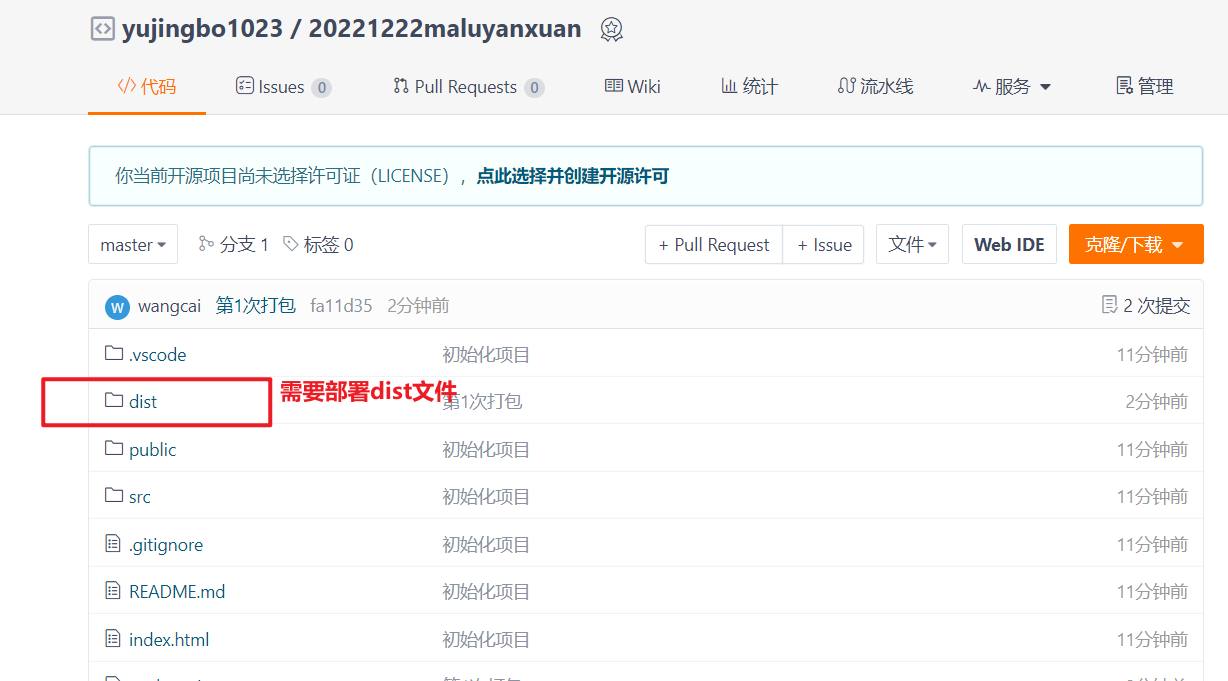 yujingbo1023 / 20221222maluyanxuan
代码 Issues 0 Pull Requests 0 Wiki 统计 流水线 服务 管理
你当前开源项目尚未选择许可证（LICENSE），点此选择并创建开源许可
master 分支 1 标签 0 + Pull Request + Issue 文件 Web IDE 克隆/下载
W wangcai 第1次打包 fa11d35 2分钟前 2 次提交
.vscode 初始化项目 11分钟前
需要部署dist文件
dist 第1次打包 2分钟前
public 初始化项目 11分钟前
src 初始化项目 11分钟前
.gitignore 初始化项目 11分钟前
README.md 初始化项目 11分钟前
index.html 初始化项目 11分钟前